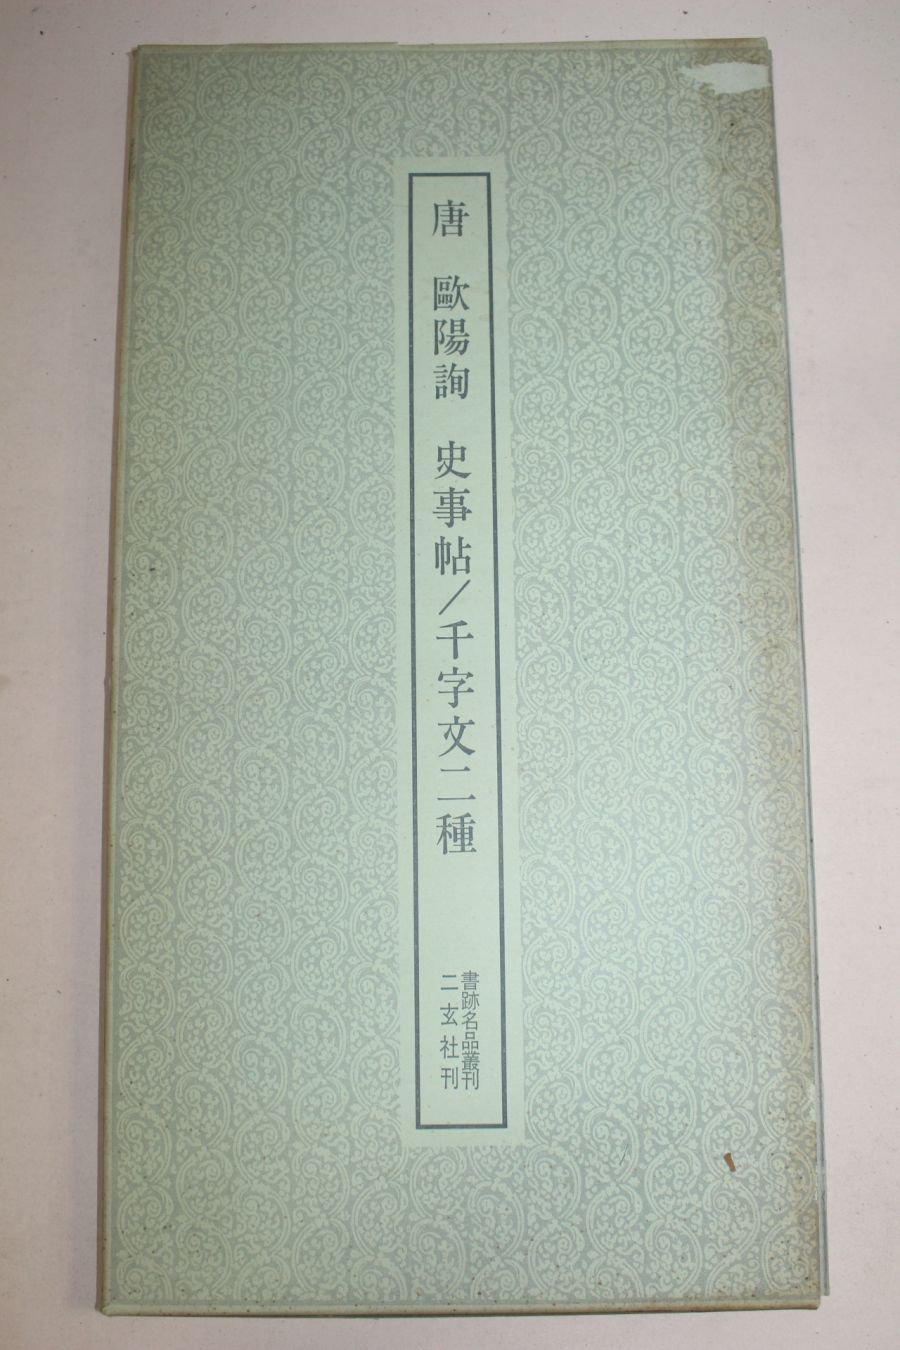 唐 歐陽詢 史事帖/千字文二種
書跡名品叢刊
二玄社刊